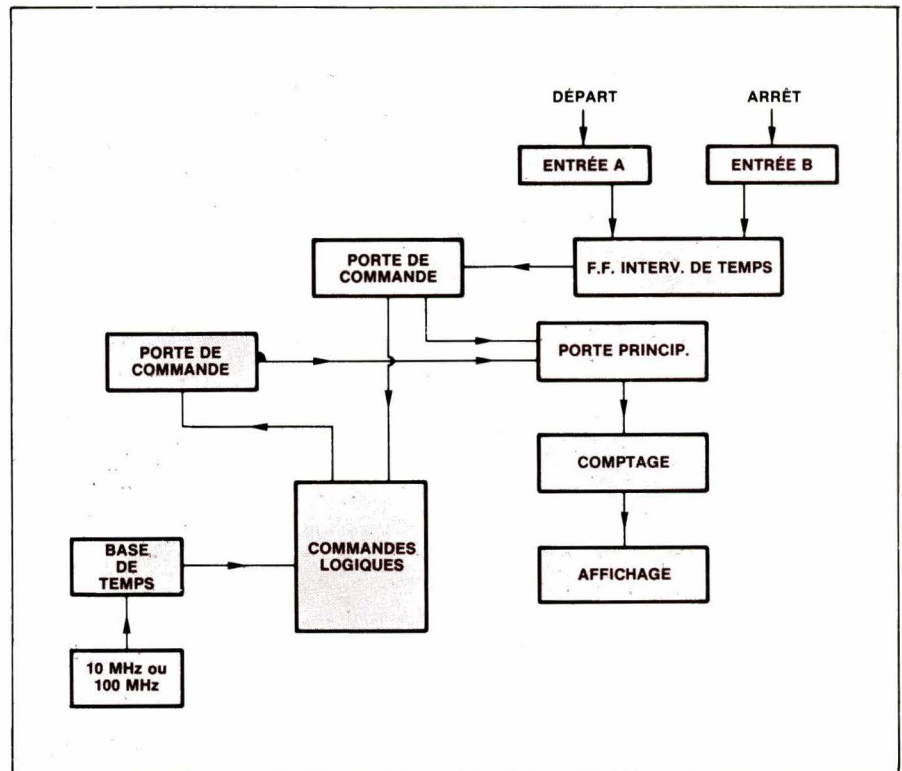 DÉPART
ARRÊT
ENTRÉE A
ENTRÉE B
PORTE DE
COMMANDE
F.F. INTERV. DE TEMPS
PORTE DE
COMMANDE
PORTE PRINCIP.
COMPTAGE
BASE
DE
TEMPS
COMMANDES
LOGIQUES
AFFICHAGE
10 MHz ou
100 MHz